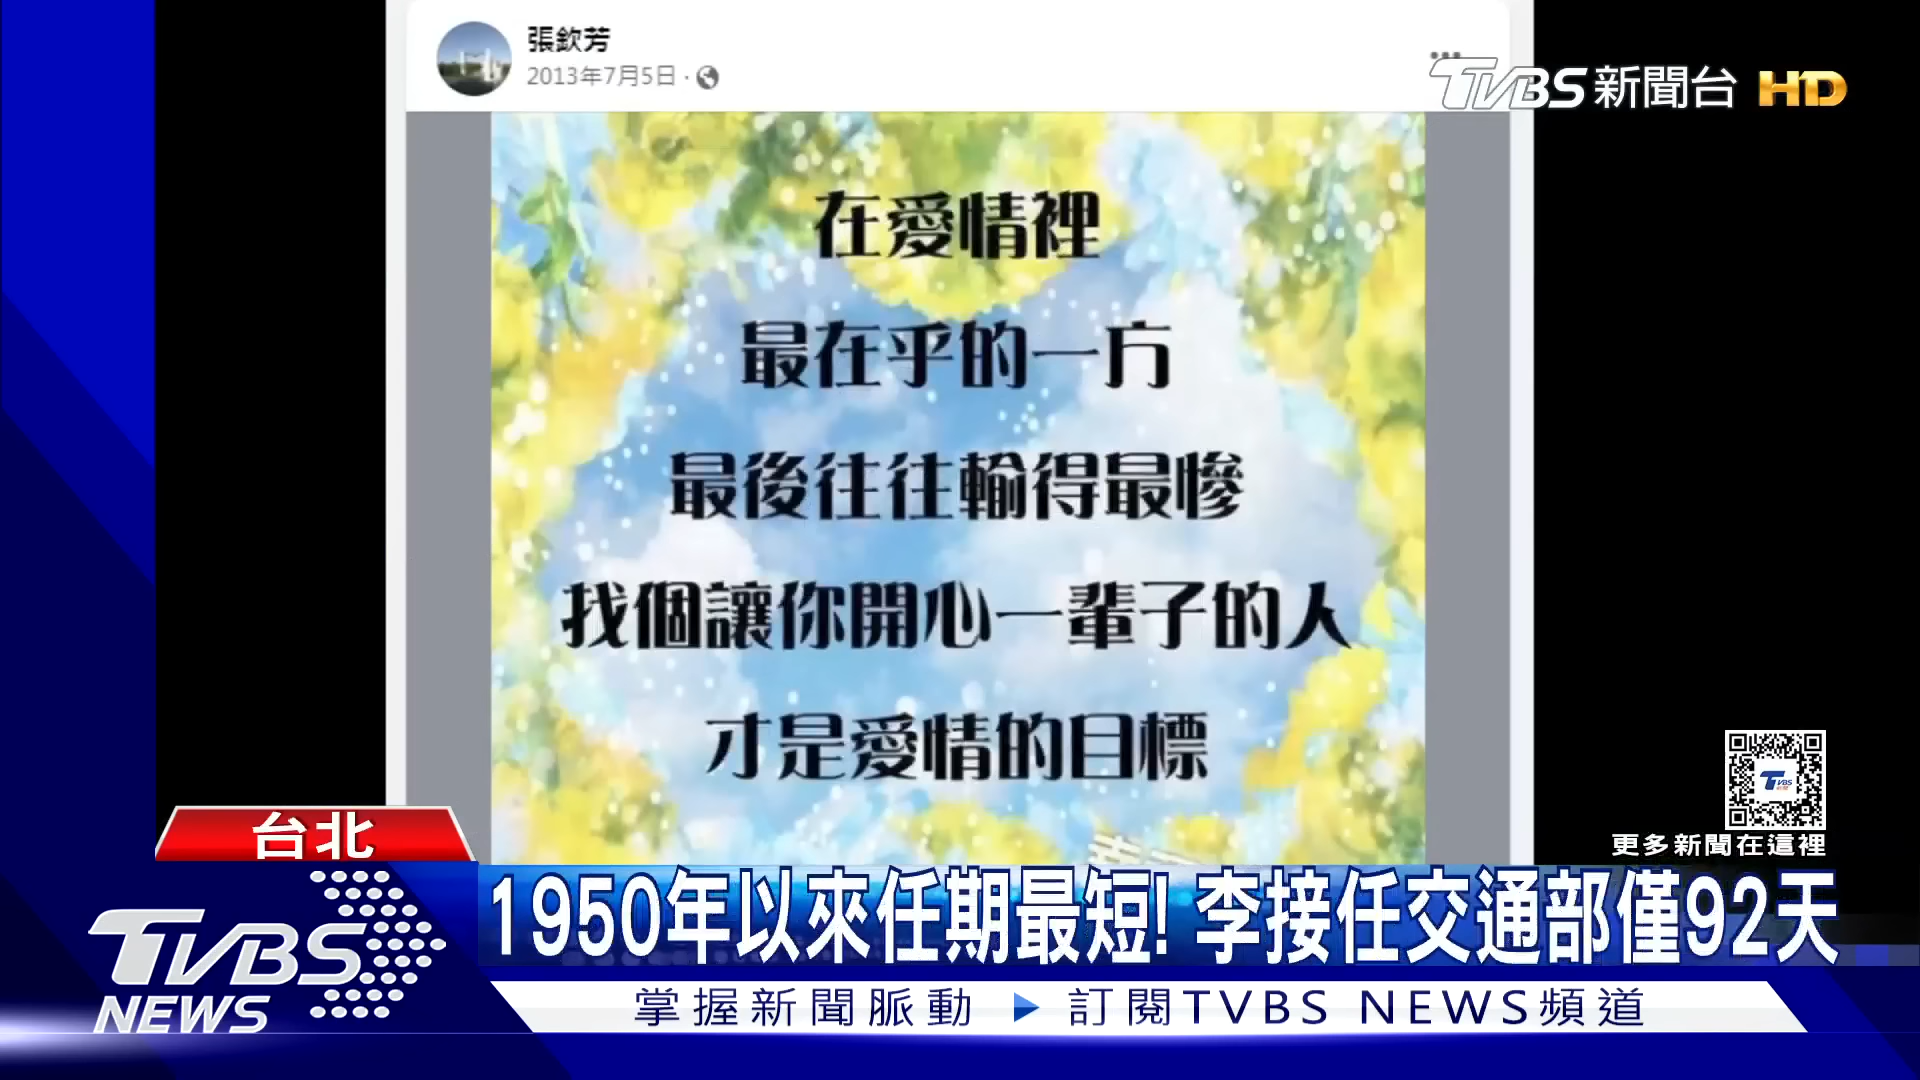 張欽芳
2013年7月5日
TVBS新聞台 HD
在愛情裡
最在乎的一方
最後往往輸得最慘
找個讓你開心一輩子的人
才是愛情的目標
TVBS
更多新聞在這裡
台北
1950年以來任期最短! 李接任交通部僅92天
TVBS
NEWS
掌握新聞脈動 ▶ 訂閱TVBS NEWS頻道